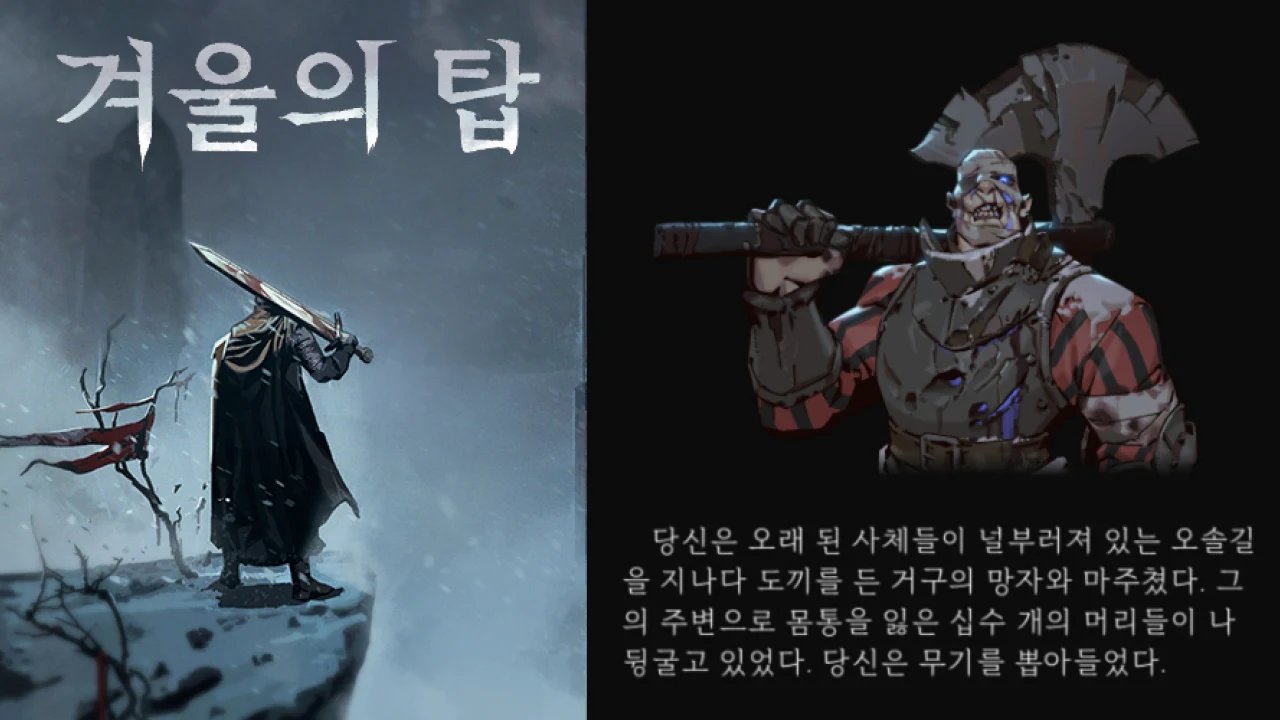 겨울의 탑
당신은 오래 된 사체들이 널부러져 있는 오솔길
을 지나다 도끼를 든 거구의 망자와 마주쳤다. 그
의 주변으로 몸통을 잃은 십수 개의 머리들이 나
뒹굴고 있었다. 당신은 무기를 뽑아들었다.